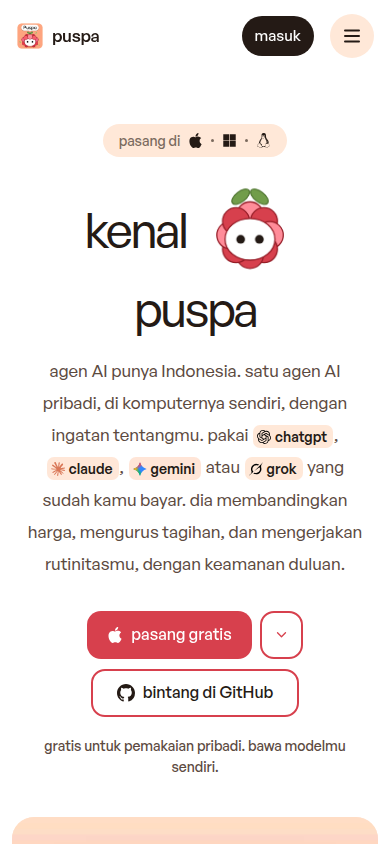 Puspa
puspa
masuk
pasang di
kenal
puspa
agen AI punya Indonesia. satu agen AI
pribadi, di komputernya sendiri, dengan
ingatan tentangmu. pakai chatgpt,
claude, gemini atau grok yang
sudah kamu bayar. dia membandingkan
harga, mengurus tagihan, dan mengerjakan
rutinitasmu, dengan keamanan duluan.
pasang gratis
bintang di GitHub
gratis untuk pemakaian pribadi. bawa modelmu
sendiri.